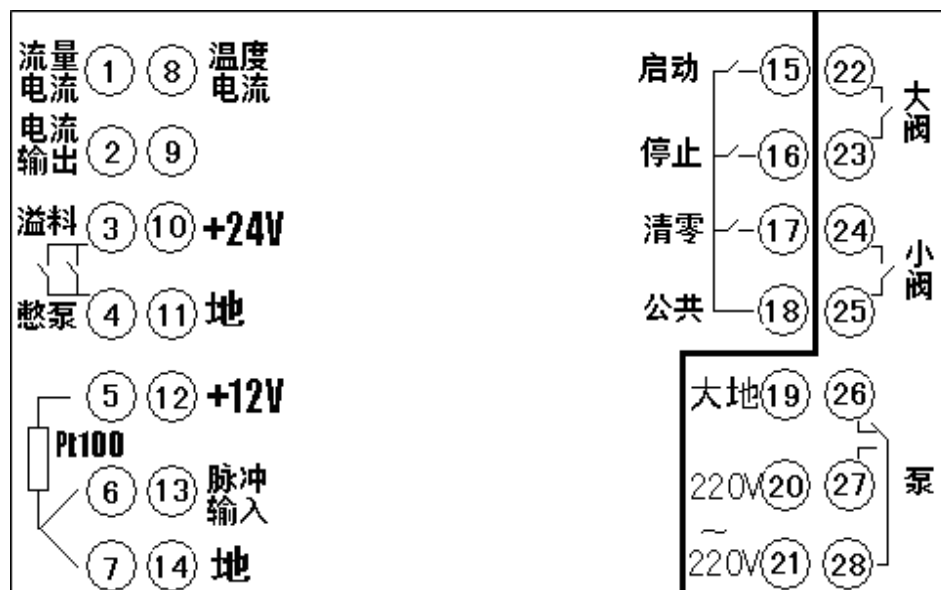 流量
电流
1
8
温度
电流
电流
输出
2
9
溢料
3
10
+24V
憋泵
4
11
地
5
12
+12V
Pt100
6
13
脉冲
输入
7
14
地
启动
15
22
大
阀
停止
16
23
清零
17
24
小
阀
公共
18
25
大地
19
26
220V
20
27
泵
~
220V
21
28